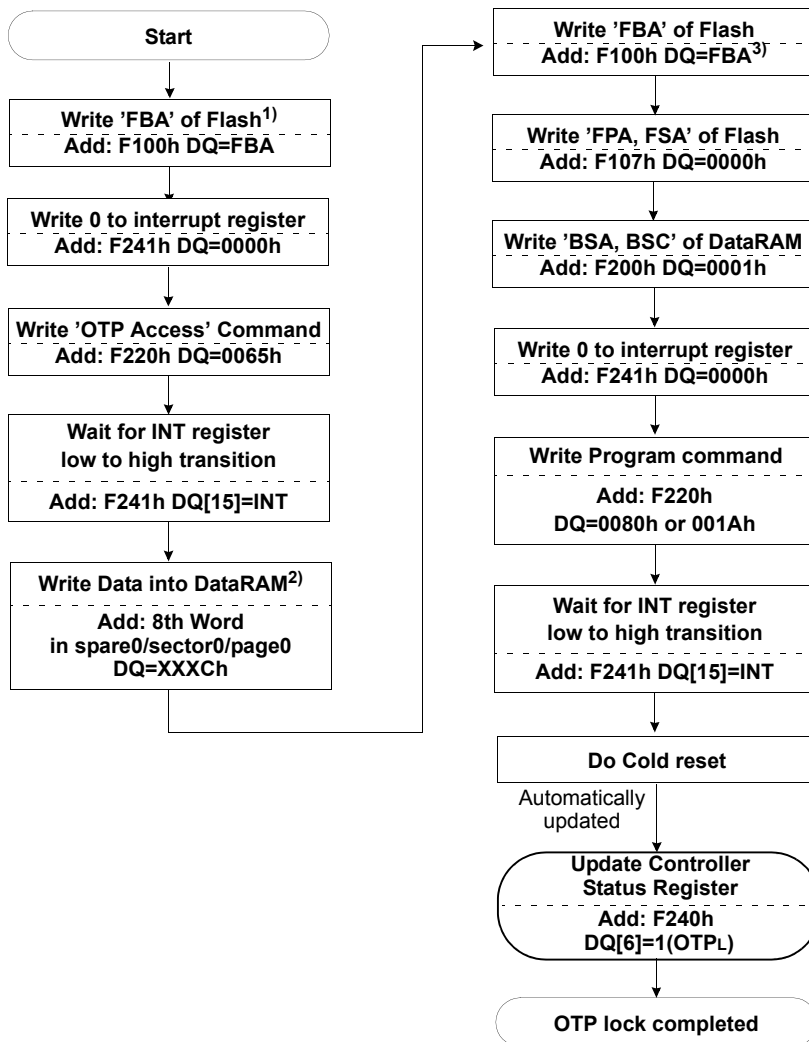 Start
Write ’FBA’ of Flash1)
Add: F100h DQ=FBA
Write 0 to interrupt register
Add: F241h DQ=0000h
Write ’OTP Access’ Command
Add: F220h DQ=0065h
Wait for INT register
low to high transition
Add: F241h DQ[15]=INT
Write Data into DataRAM2)
Add: 8th Word
in spare0/sector0/page0
DQ=XXXCh
Write ’FBA’ of Flash
Add: F100h DQ=FBA3)
Write ’FPA, FSA’ of Flash
Add: F107h DQ=0000h
Write ’BSA, BSC’ of DataRAM
Add: F200h DQ=0001h
Write 0 to interrupt register
Add: F241h DQ=0000h
Write Program command
Add: F220h
DQ=0080h or 001Ah
Wait for INT register
low to high transition
Add: F241h DQ[15]=INT
Do Cold reset
Automatically
updated
Update Controller
Status Register
Add: F240h
DQ[6]=1(OTPL)
OTP lock completed